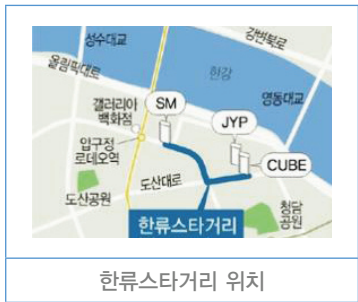 성수대교
강변북로
올림픽대로
한강
갤러리아
백화점
SM
영동대교
JYP
압구정
로데오역
CUBE
도산대로
도산공원
청담
공원
한류스타거리
한류스타거리 위치